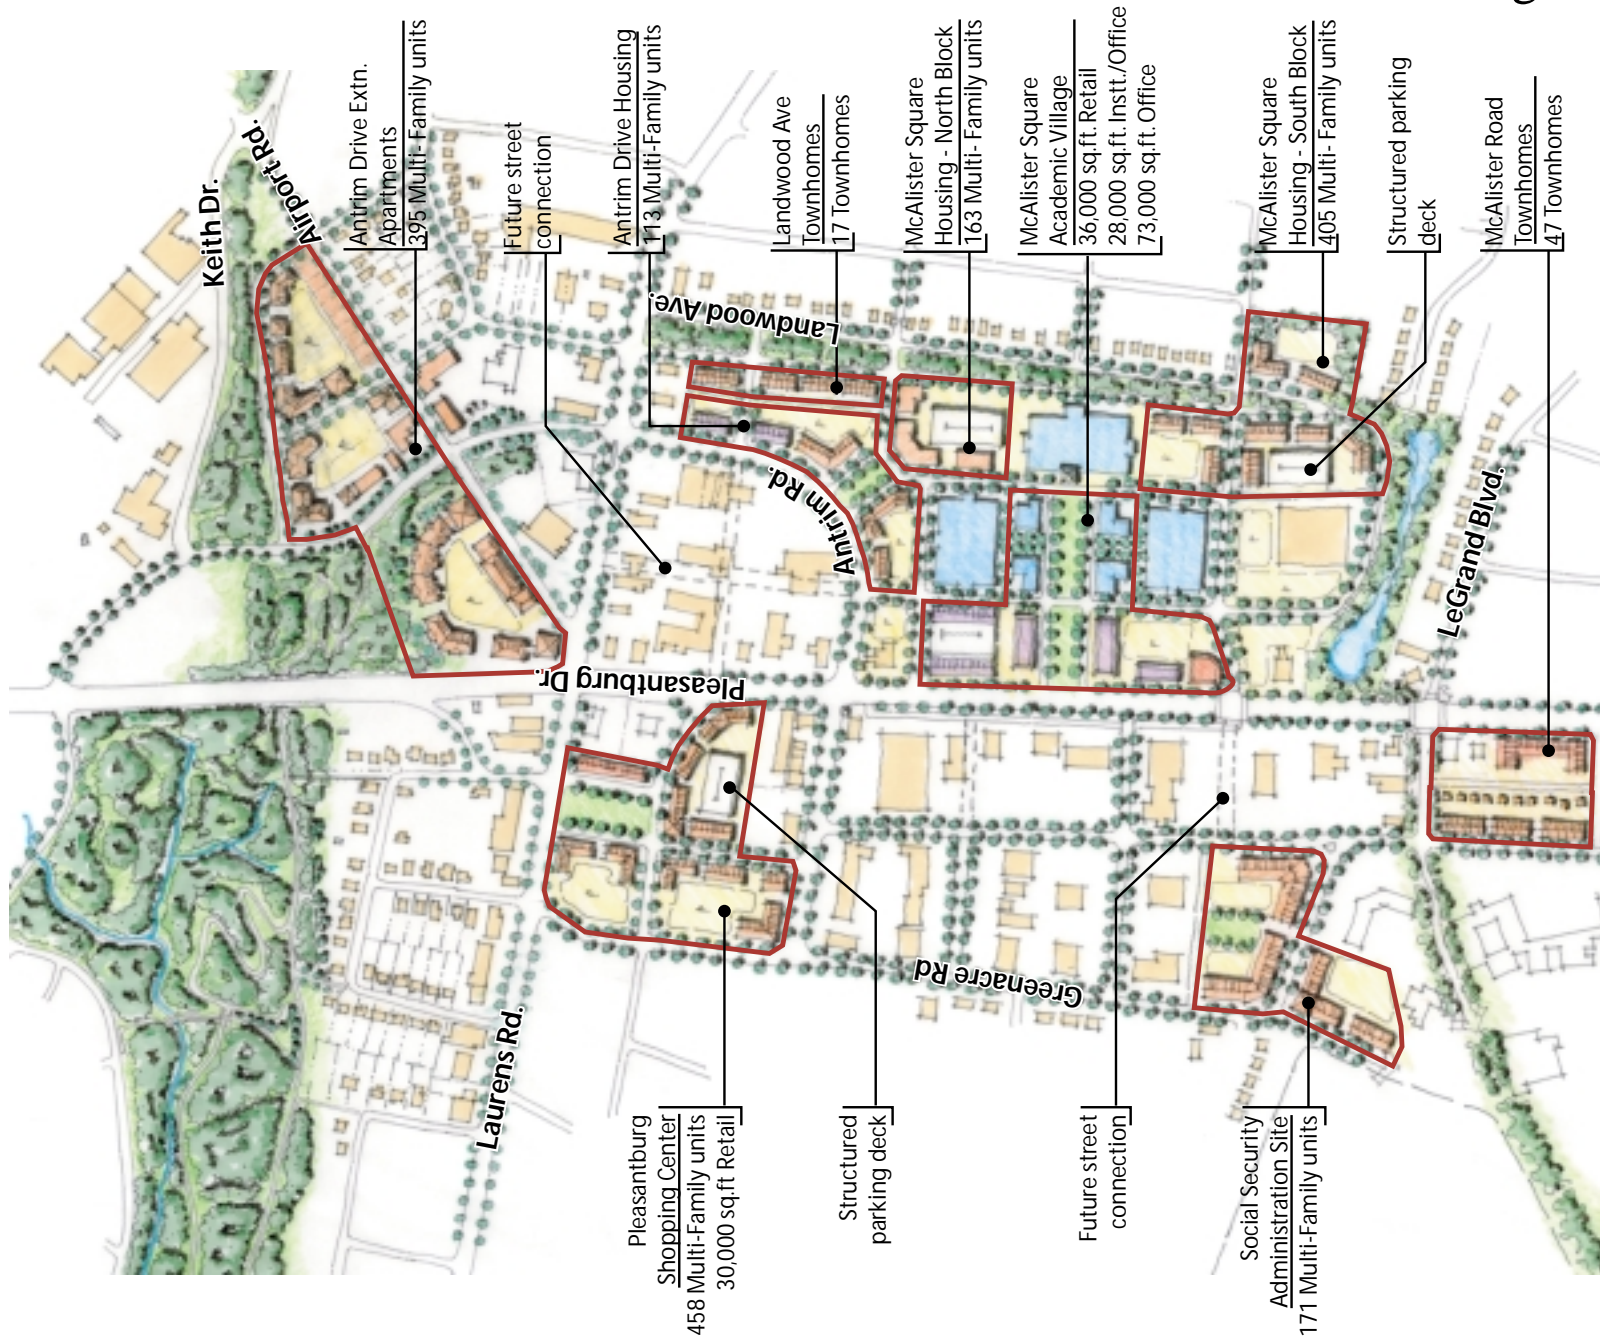 Keith Dr.
Airport Rd.
Antrim Drive Extn.
Apartments
395 Multi-Family units
Future street
connection
Antrim Drive Housing
113 Multi-Family units
Landwood Ave
Townhomes
17 Townhomes
McAlister Square
Housing - North Block
163 Multi- Family units
McAlister Square
Academic Village
36,000 sq.ft. Retail
28,000 sq.ft. Instt./Office
73,000 sq.ft. Office
McAlister Square
Housing - South Block
405 Multi- Family units
Structured parking
deck
McAlister Road
Townhomes
47 Townhomes
Landwood Ave.
Antrim Rd.
LeGrand Blvd.
Pleasantburg Dr.
Greenacre Rd
Laurens Rd.
Pleasantburg
Shopping Center
458 Multi-Family units
30,000 sq.ft Retail
Structured
parking deck
Future street
connection
Social Security
Administration Site
171 Multi-Family units